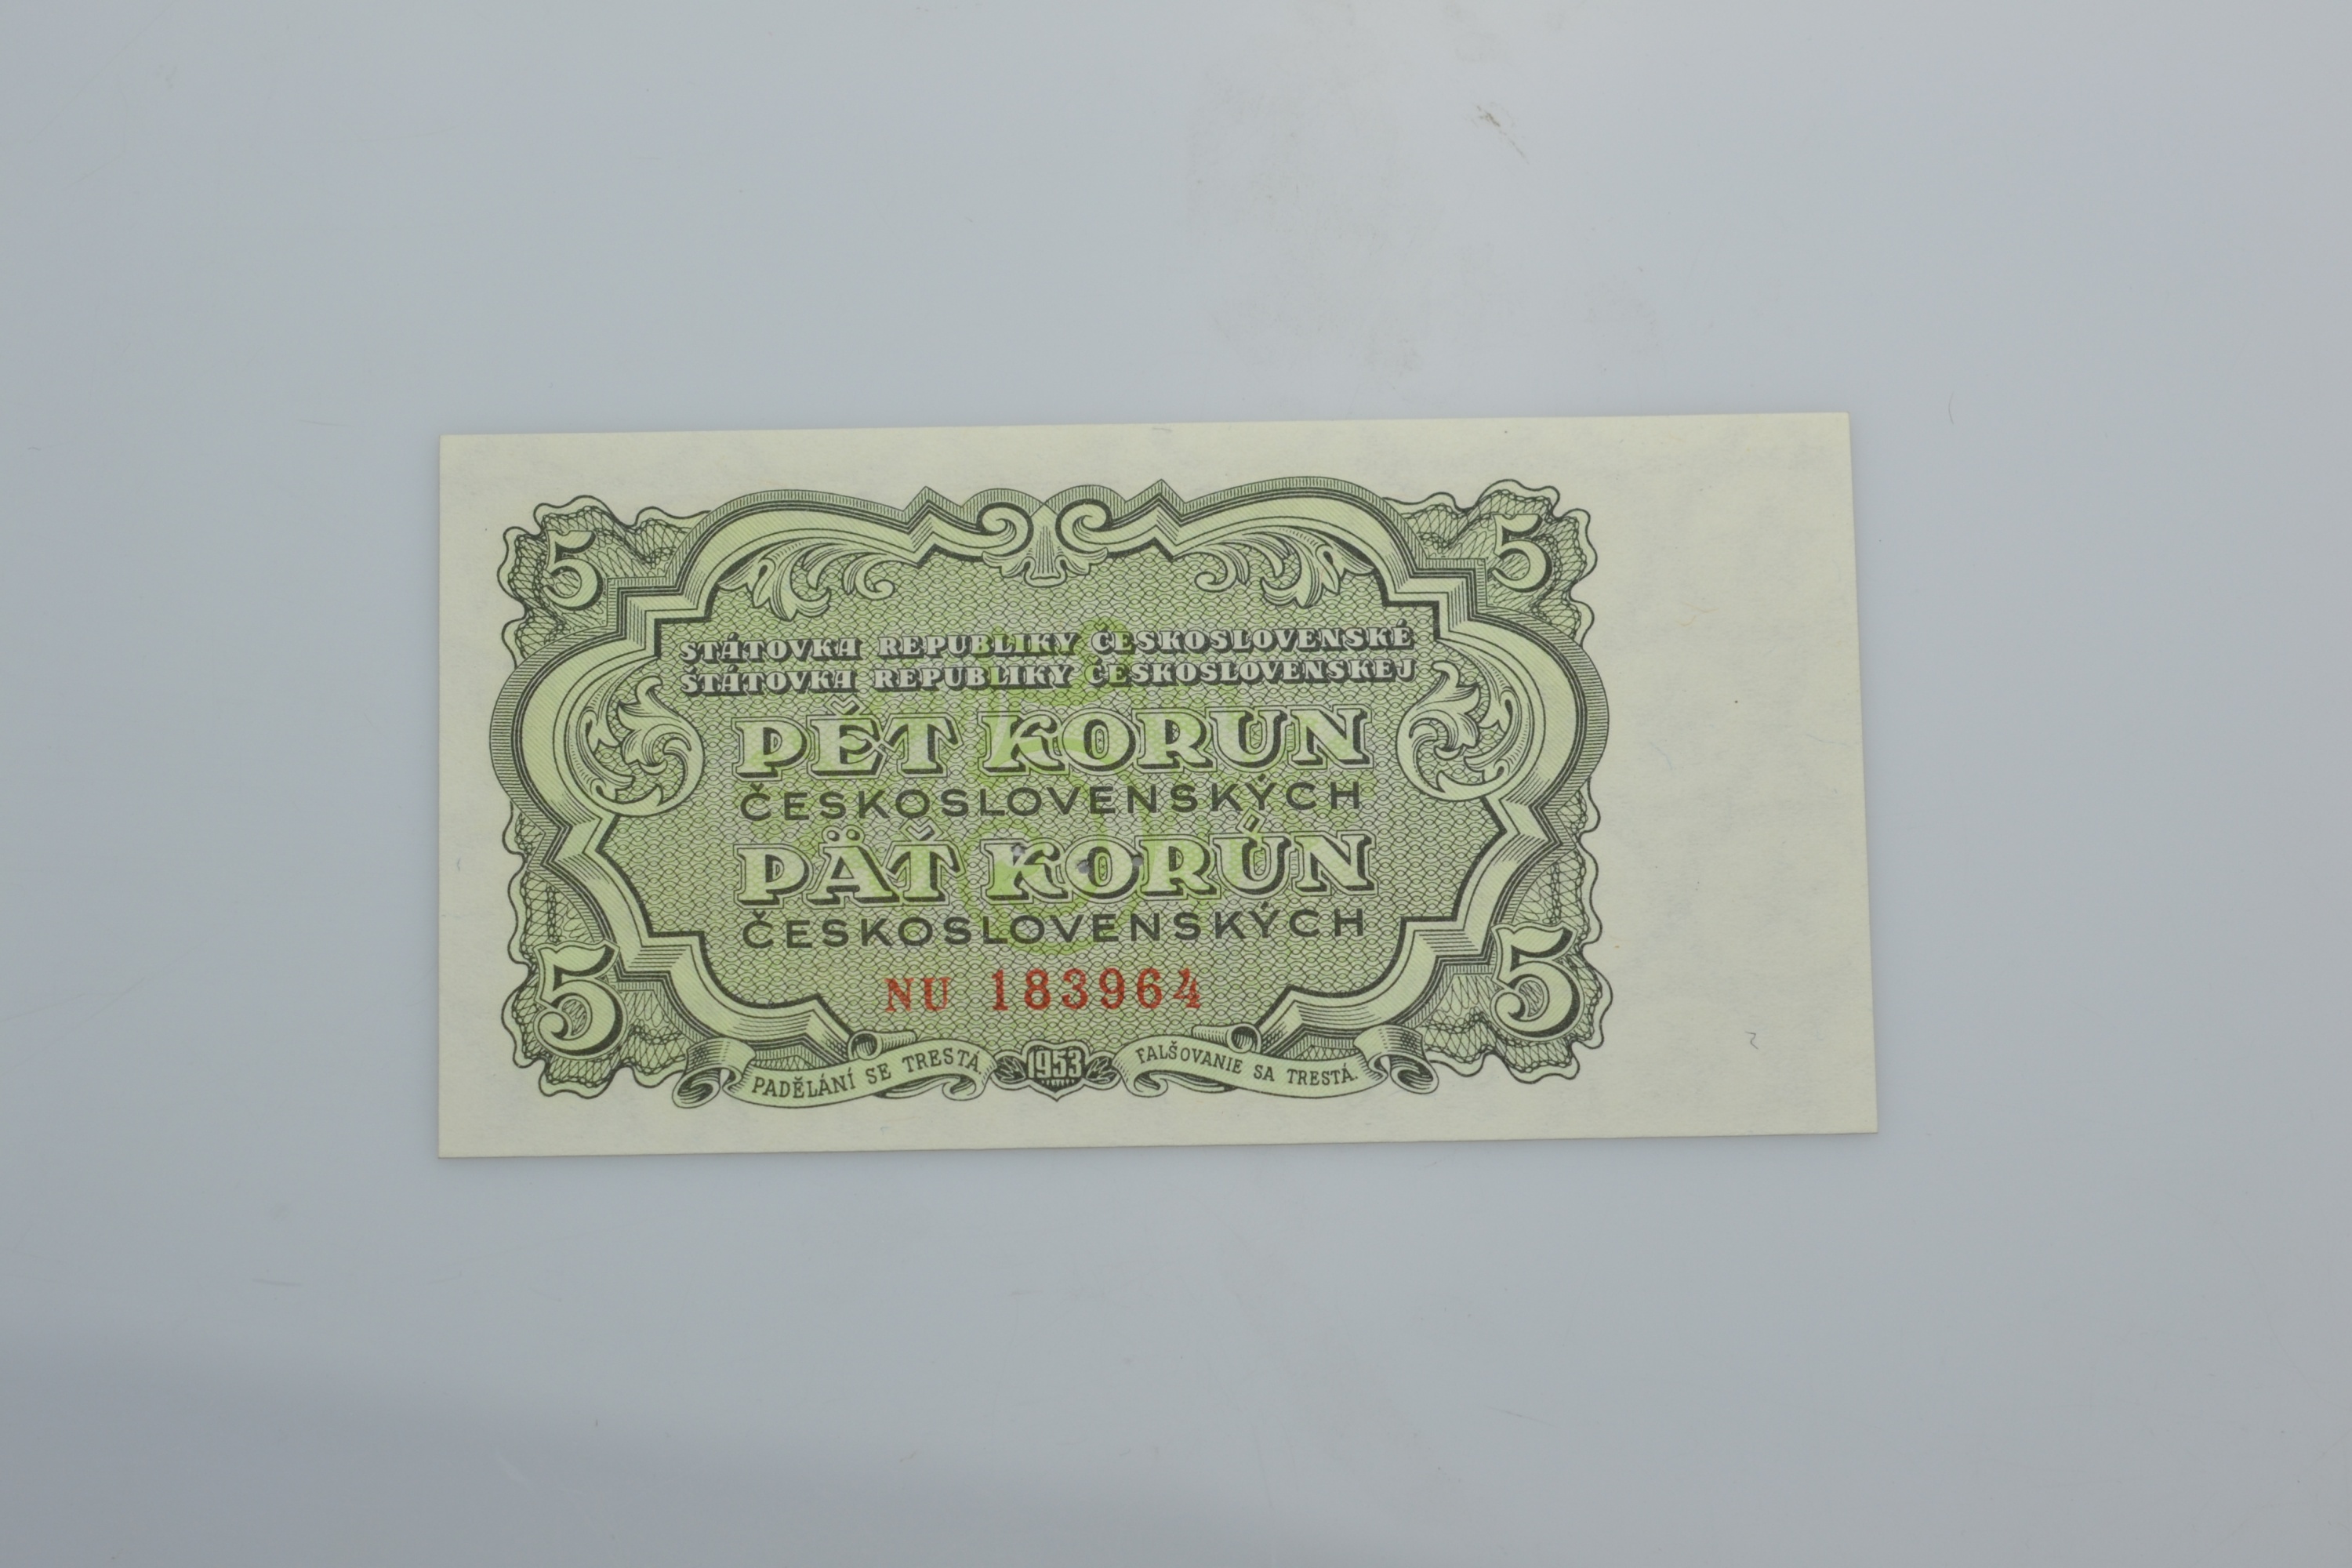 5 5
STÁTOVKA REPUBLIKY ČESKOSLOVENSKÉ
ŠTÁTOVKA REPUBLIKY ČESKOSLOVENSKEJ
PĚT KORUN
ČESKOSLOVENSKÝCH
PÄŤ KORÚN
ČESKOSLOVENSKÝCH
NU 183964
5 5
PADĚLÁNÍ SE TRESTÁ. 1953 FALŠOVANIE SA TRESTÁ.